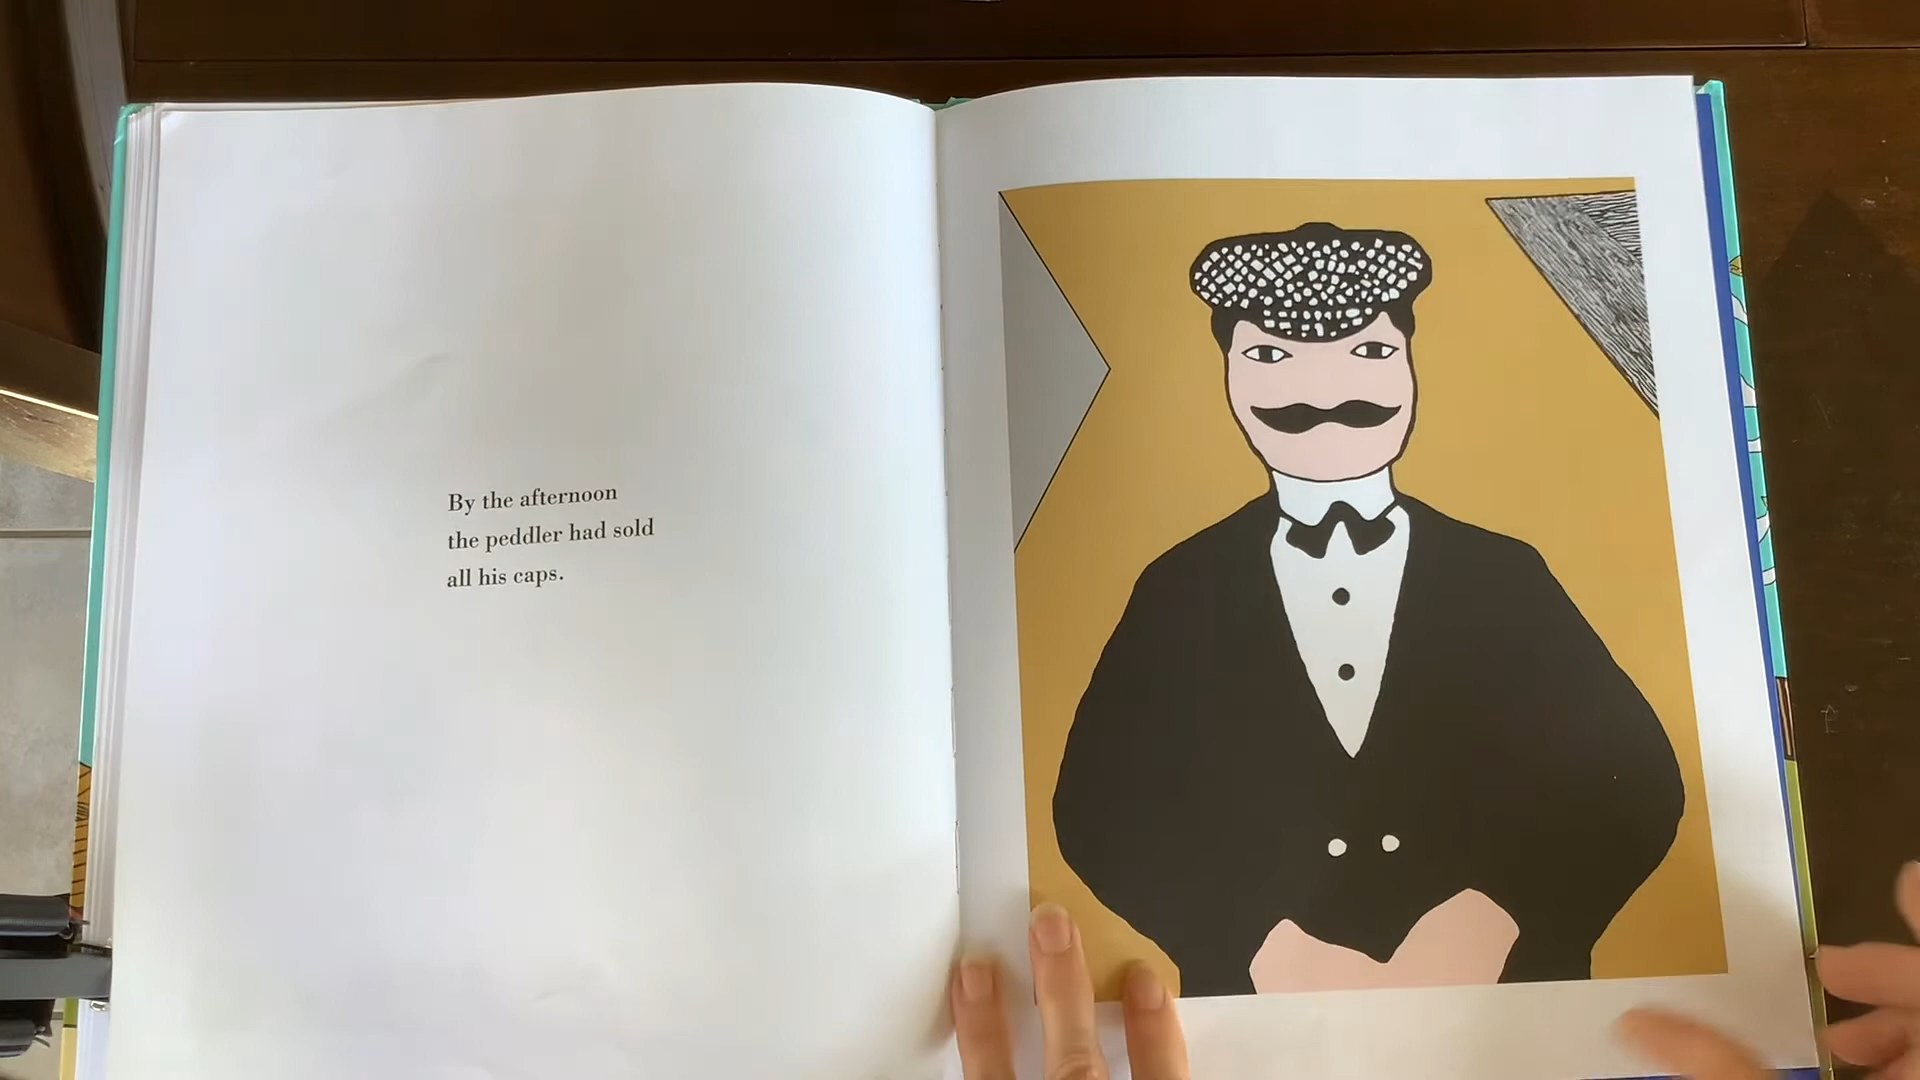 By the afternoon
the peddler had sold
all his caps.